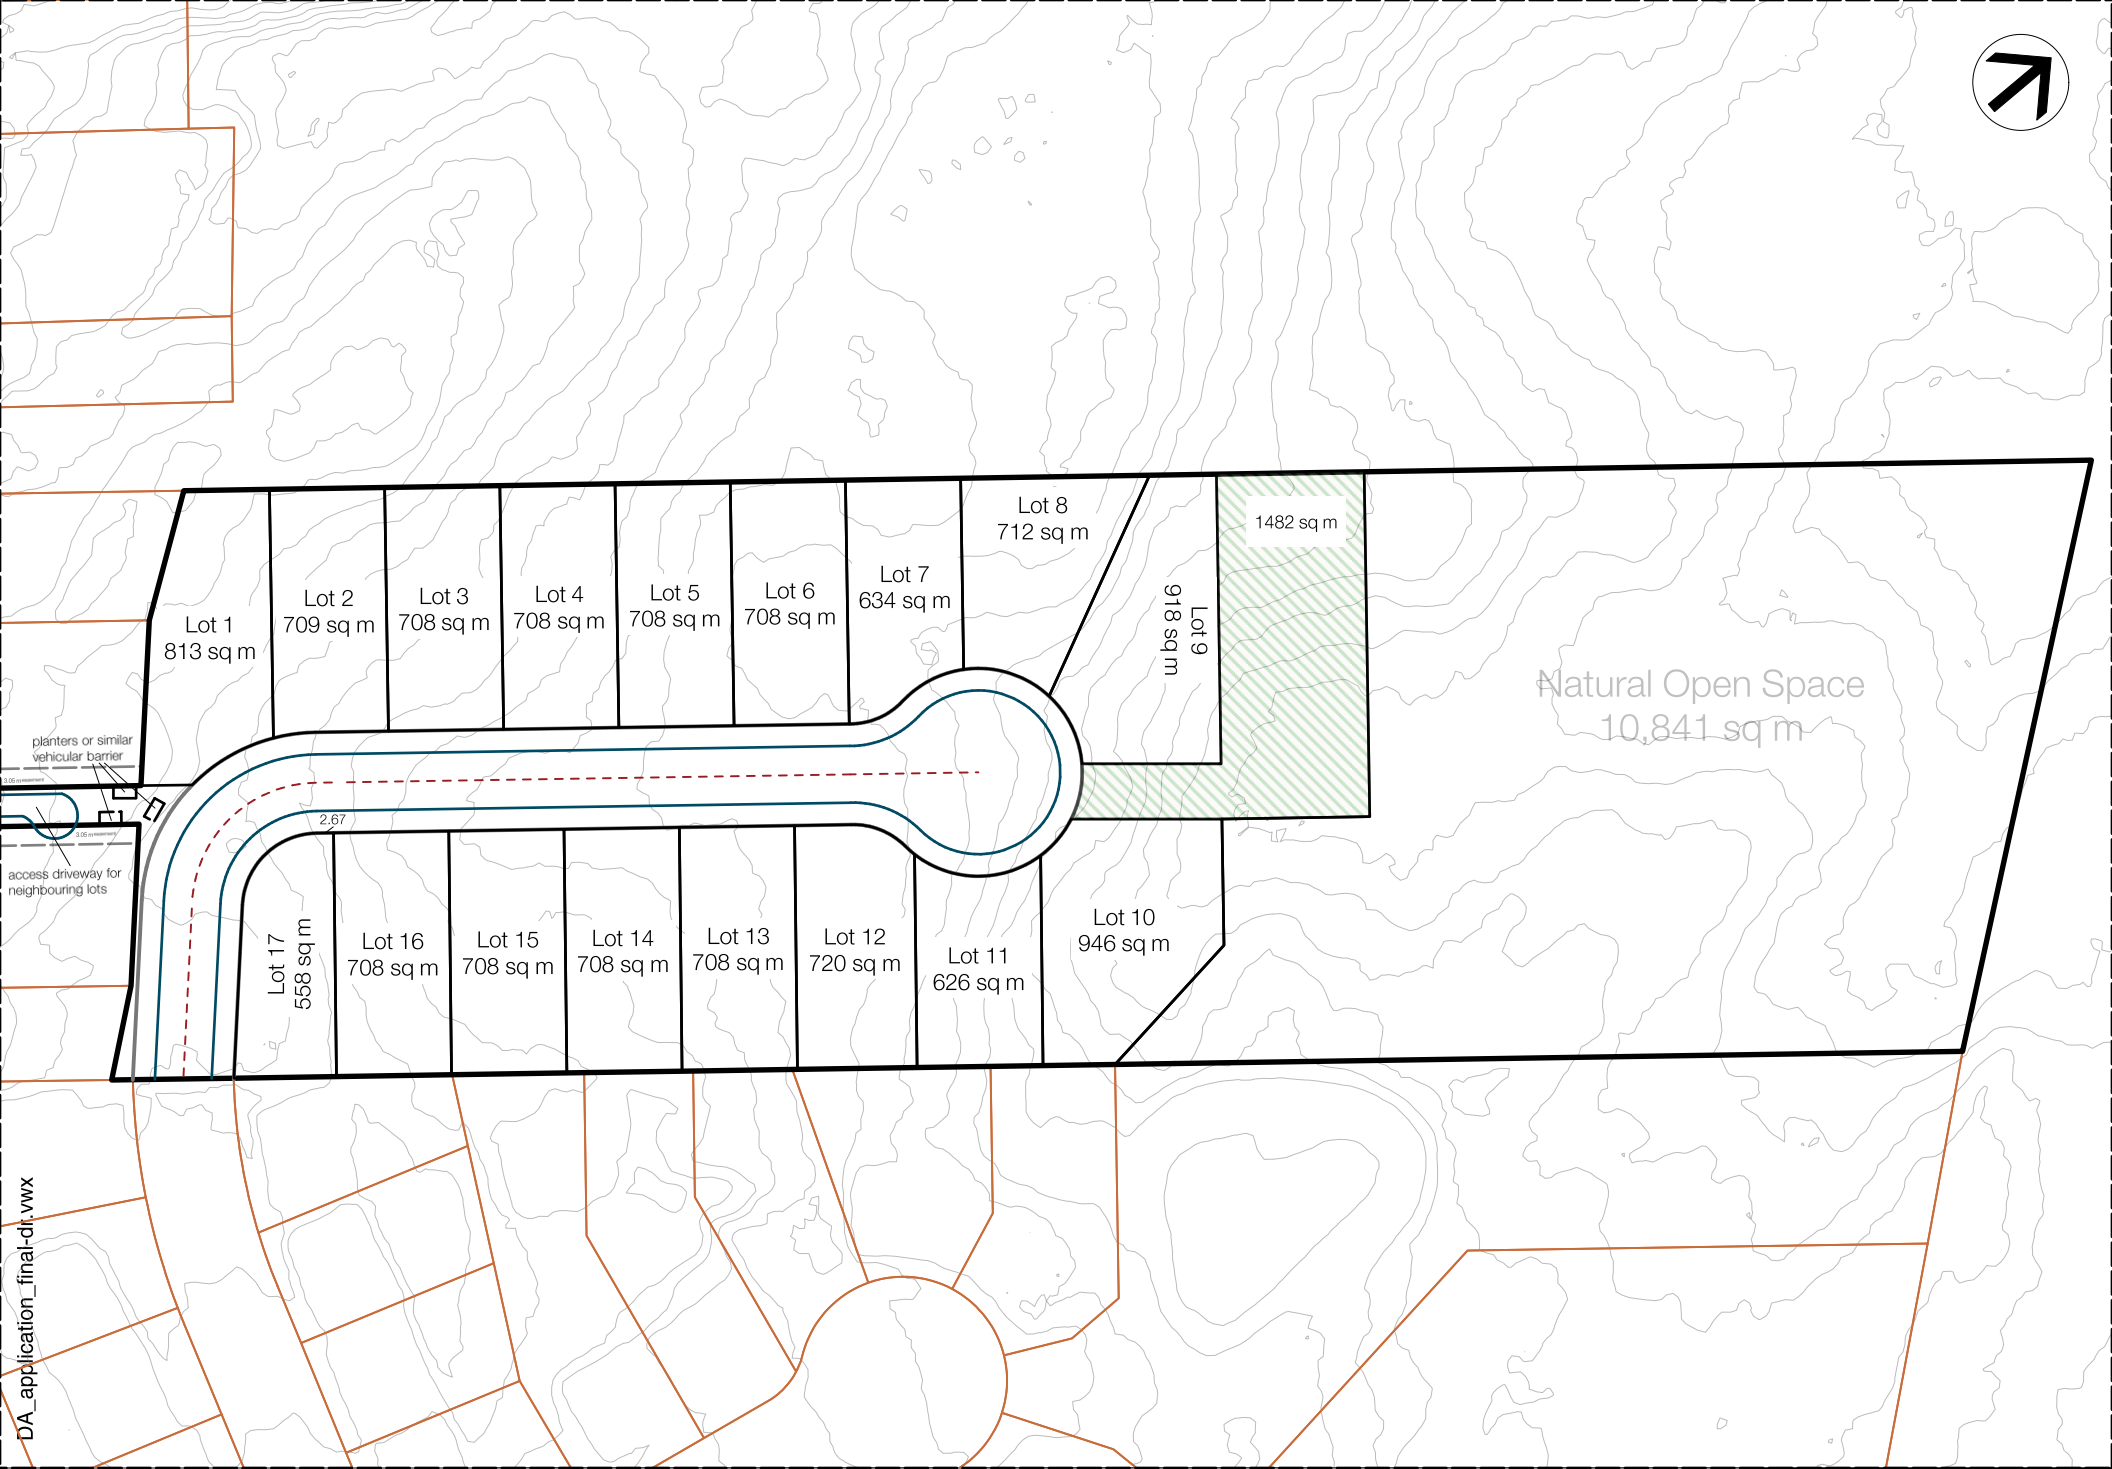 Lot 8
712 sq m
1482 sq m
Lot 7
634 sq m
Lot 6
708 sq m
Lot 5
708 sq m
Lot 4
708 sq m
Lot 3
708 sq m
Lot 2
709 sq m
Lot 1
813 sq m
Lot 9
918 sq m
Natural Open Space
10,841 sq m
planters or similar
vehicular barrier
3.05 m
2.67
3.05 m
access driveway for
neighbouring lots
Lot 17
558 sq m
Lot 16
708 sq m
Lot 15
708 sq m
Lot 14
708 sq m
Lot 13
708 sq m
Lot 12
720 sq m
Lot 11
626 sq m
Lot 10
946 sq m
DA_application_final-dr.vwx